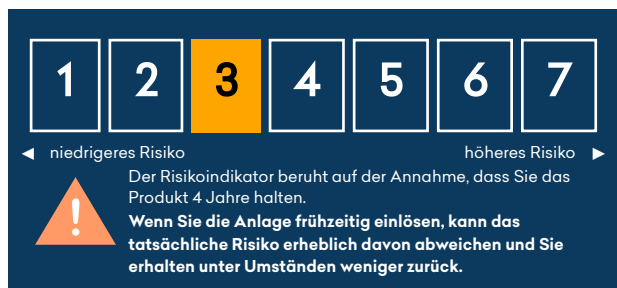 1 2 3 4 5 6 7
◄ niedrigeres Risiko höheres Risiko ►
Der Risikoindikator beruht auf der Annahme, dass Sie das
Produkt 4 Jahre halten.
Wenn Sie die Anlage frühzeitig einlösen, kann das
tatsächliche Risiko erheblich davon abweichen und Sie
erhalten unter Umständen weniger zurück.
!